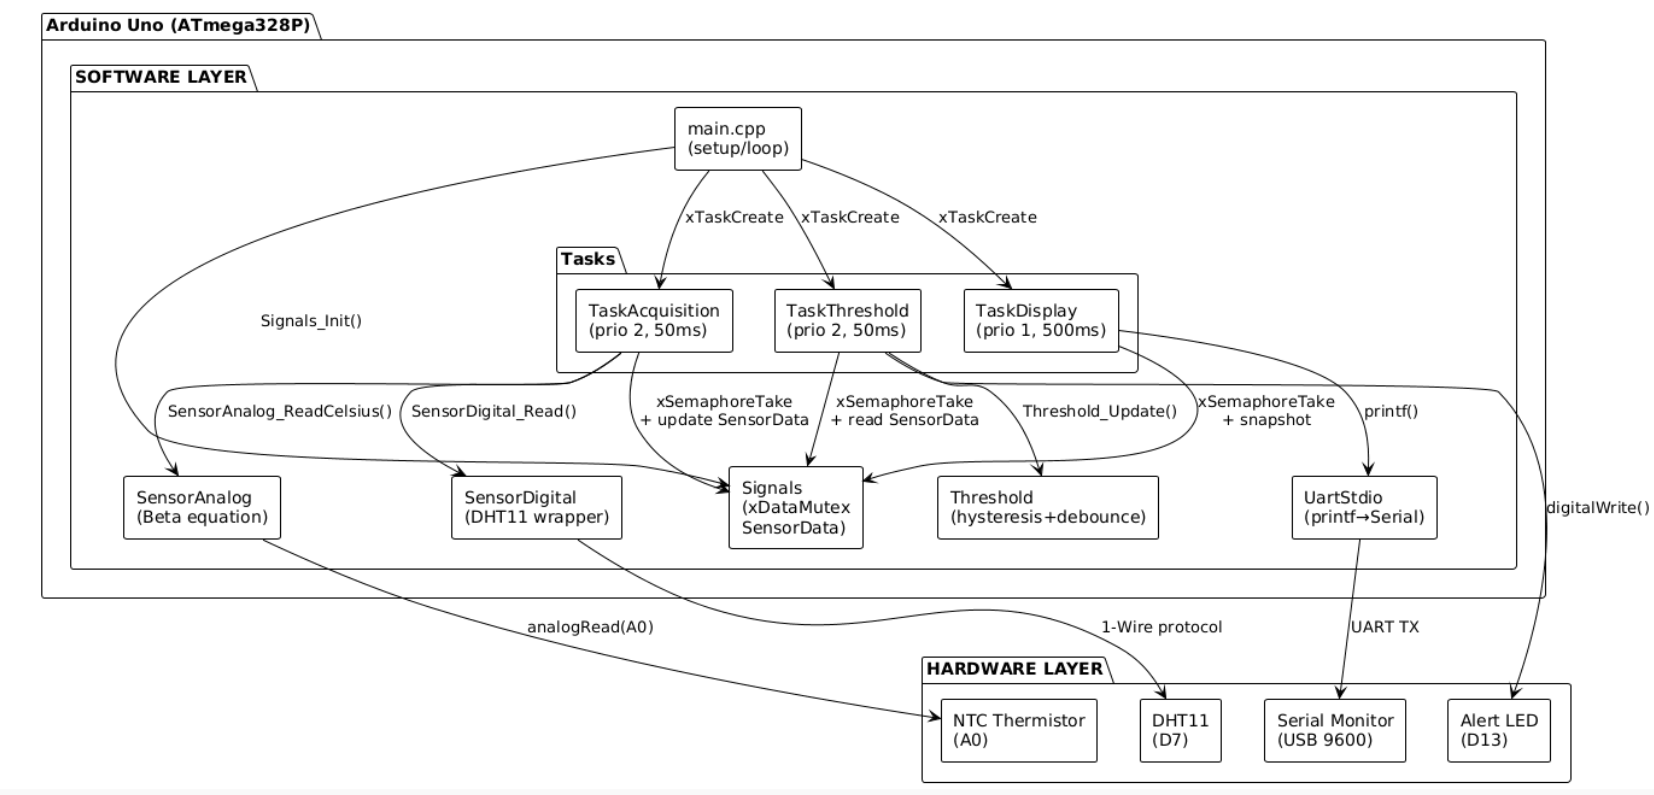 Arduino Uno (ATmega328P)
SOFTWARE LAYER
main.cpp
(setup/loop)
xTaskCreate
xTaskCreate
xTaskCreate
Tasks
TaskAcquisition
(prio 2, 50ms)
TaskThreshold
(prio 2, 50ms)
TaskDisplay
(prio 1, 500ms)
Signals_Init()
SensorAnalog_ReadCelsius()
SensorDigital_Read()
xSemaphoreTake
+ update SensorData
xSemaphoreTake
+ read SensorData
Threshold_Update()
xSemaphoreTake
+ snapshot
printf()
SensorAnalog
(Beta equation)
SensorDigital
(DHT11 wrapper)
Signals
(xDataMutex
SensorData)
Threshold
(hysteresis+debounce)
UartStdio
(printf→Serial)
digitalWrite()
analogRead(A0)
1-Wire protocol
UART TX
HARDWARE LAYER
NTC Thermistor
(A0)
DHT11
(D7)
Serial Monitor
(USB 9600)
Alert LED
(D13)